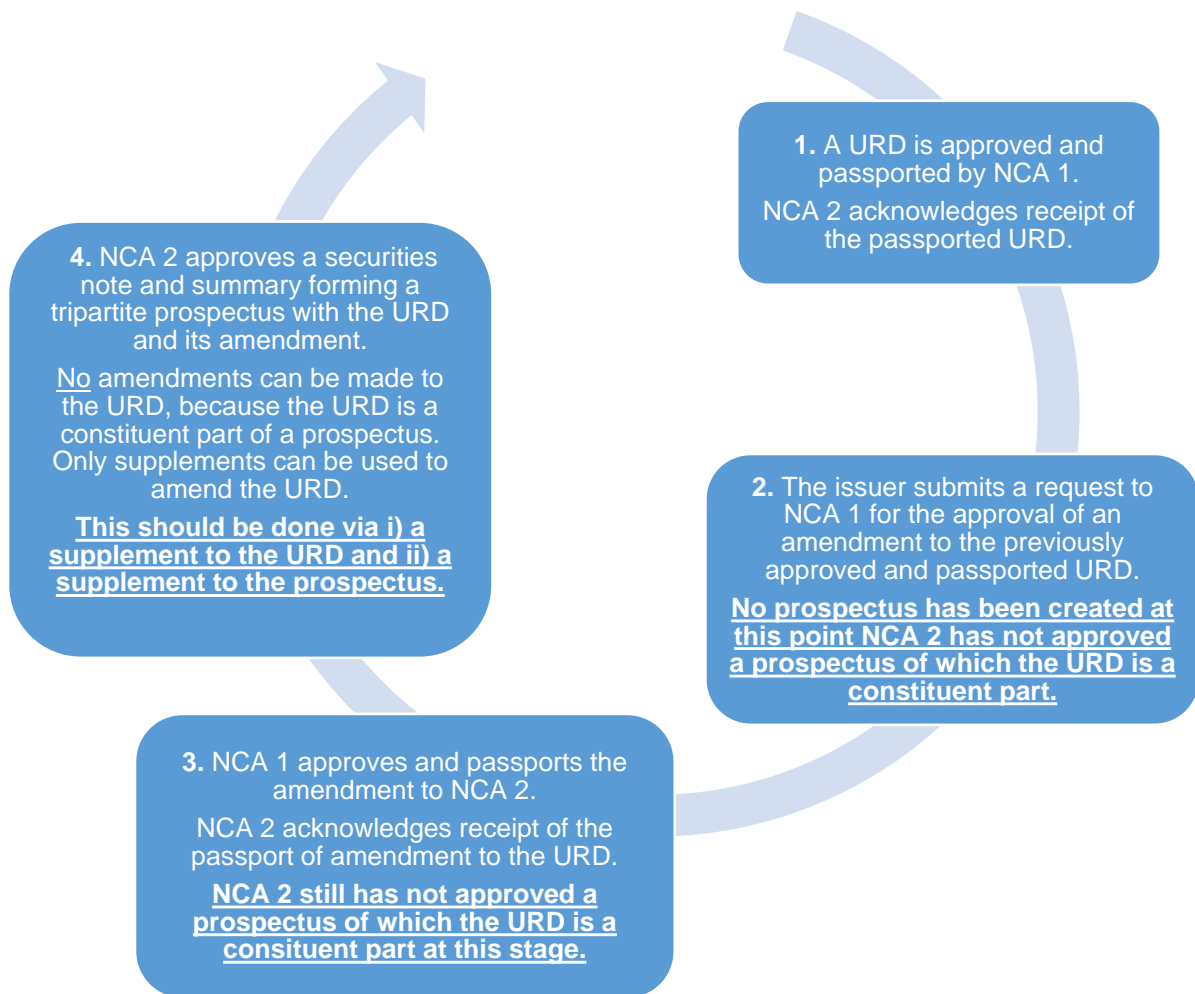 1. A URD is approved and
passported by NCA 1.
NCA 2 acknowledges receipt of
the passported URD.
2. The issuer submits a request to
NCA 1 for the approval of an
amendment to the previously
approved and passported URD.
No prospectus has been created at
this point NCA 2 has not approved
a prospectus of which the URD is a
constituent part.
3. NCA 1 approves and passports the
amendment to NCA 2.
NCA 2 acknowledges receipt of the
passport of amendment to the URD.
NCA 2 still has not approved a
prospectus of which the URD is a
consituent part at this stage.
4. NCA 2 approves a securities
note and summary forming a
tripartite prospectus with the URD
and its amendment.
No amendments can be made to
the URD, because the URD is a
constituent part of a prospectus.
Only supplements can be used to
amend the URD.
This should be done via i) a
supplement to the URD and ii) a
supplement to the prospectus.